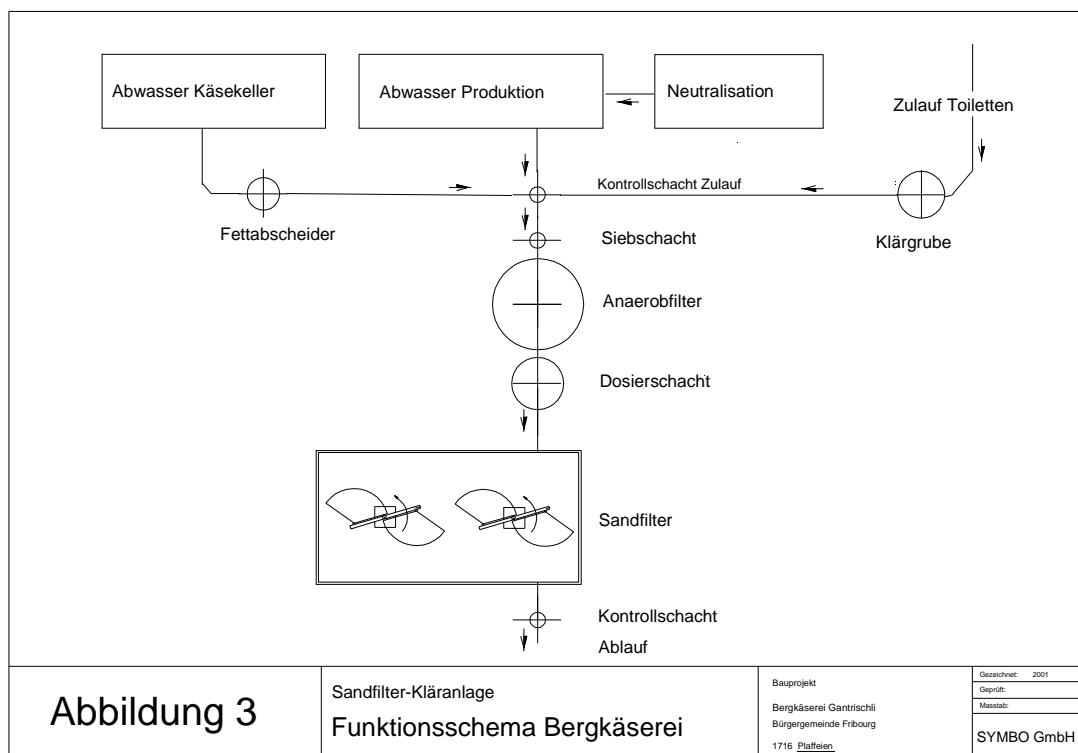 Abwasser Käsekeller
Abwasser Produktion
Neutralisation
Zulauf Toiletten
Kontrollschacht Zulauf
Fettabscheider
Siebschacht
Klärgrube
Anaerobfilter
Dosierschacht
Sandfilter
Kontrollschacht
Ablauf
Abbildung 3
Sandfilter-Kläranlage
Funktionsschema Bergkäserei
Bauprojekt
Bergkäserei Gantrischli
Bürgergemeinde Fribourg
1716 Plaffeien
Gezeichnet: 2001
Geprüft:
Masstab:
SYMBO GmbH